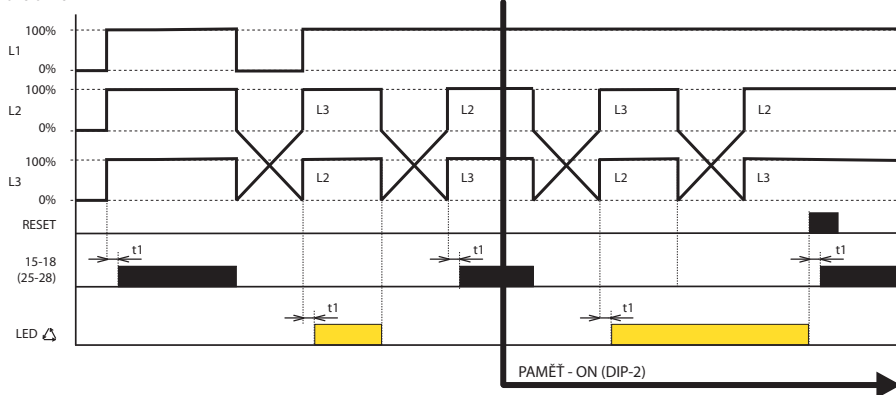 100%
L1
0%
100%
L2
0%
L3
L2
L3
L2
100%
L3
0%
L2
L3
L2
L3
RESET
t1
t1
t1
15-18
(25-28)
t1
t1
LED
PAMĚŤ - ON (DIP-2)